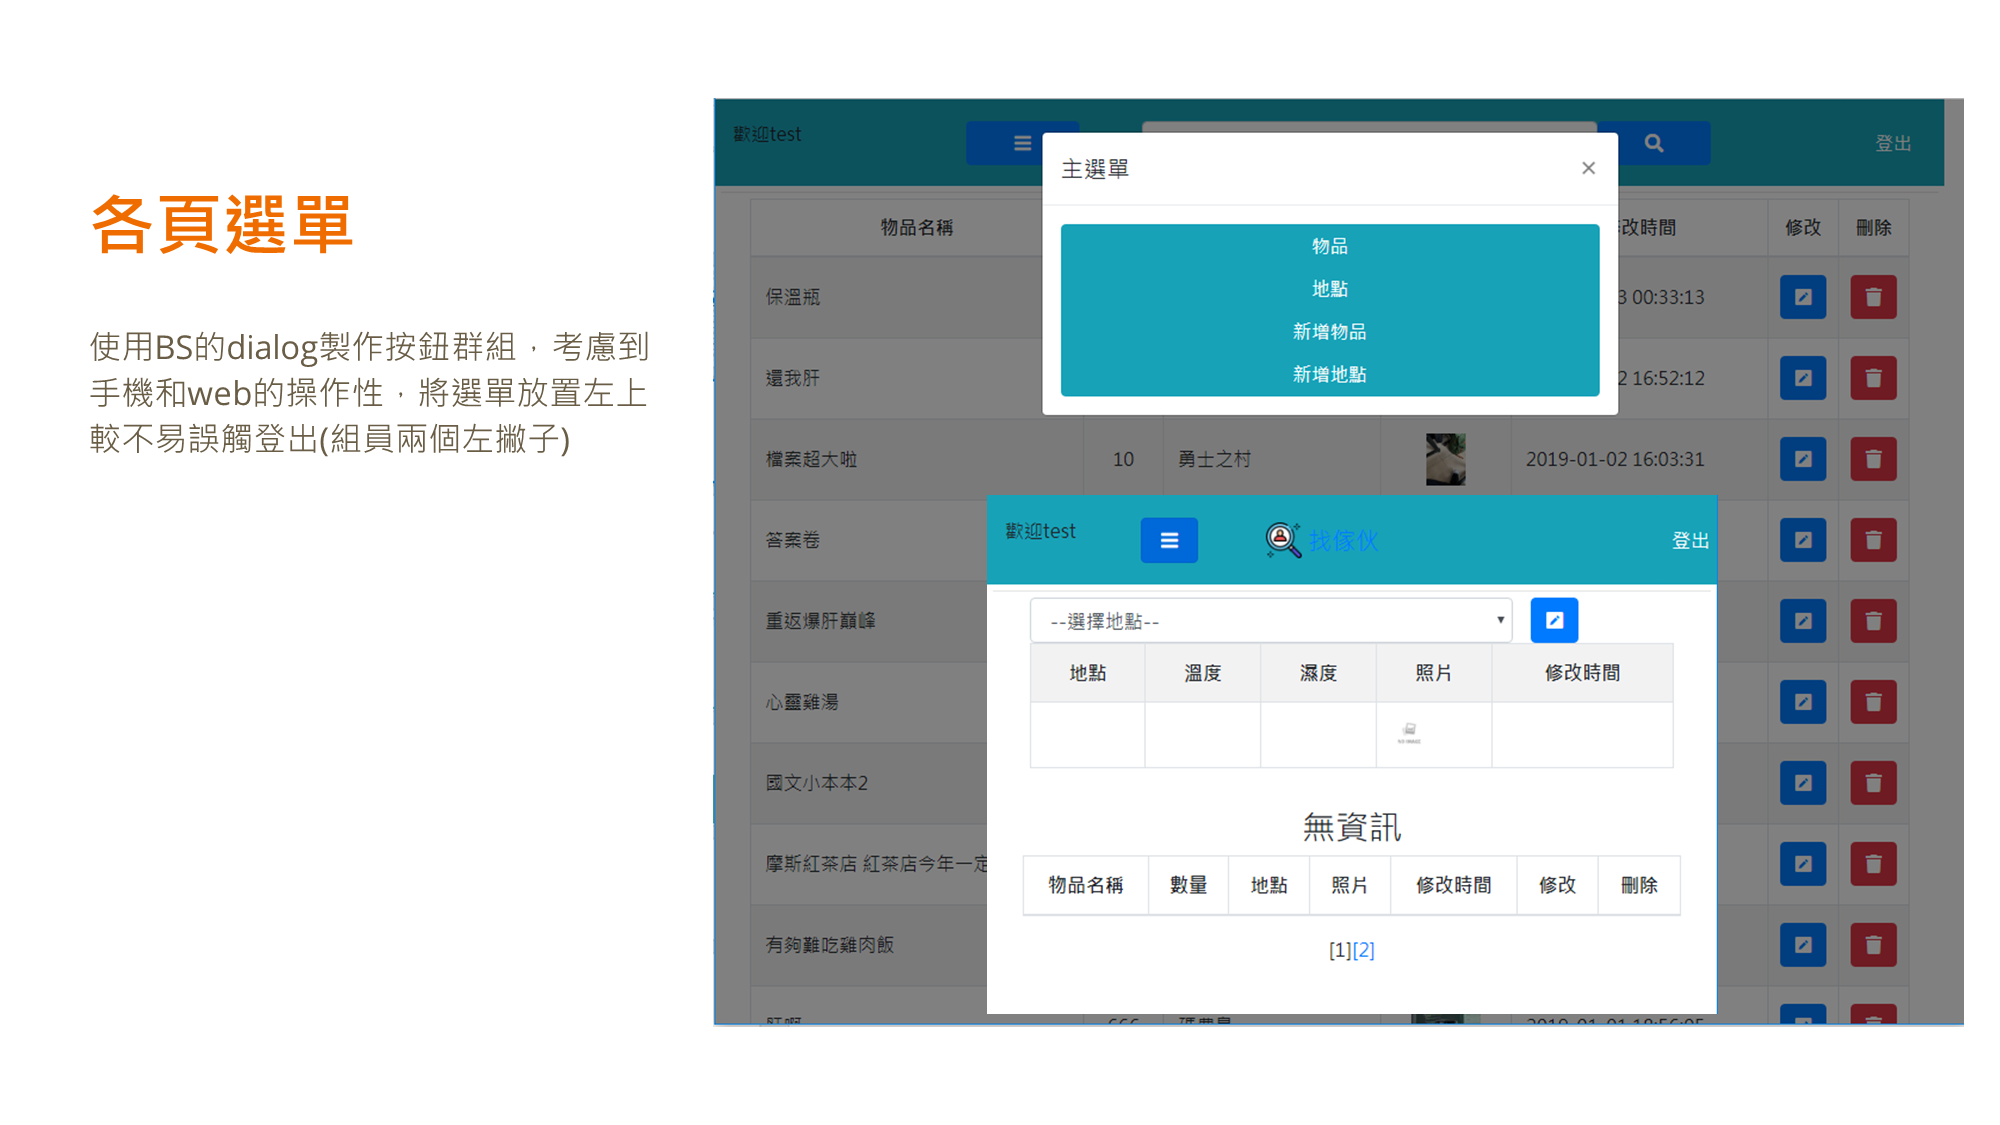 各頁選單
使用BS的dialog製作按鈕群組，考慮到
手機和web的操作性，將選單放置左上
較不易誤觸登出(組員兩個左撇子)
歡迎test
登出
主選單
×
物品
地點
新增物品
新增地點
物品名稱
改時間
修改
刪除
保溫瓶
3 00:33:13
還我肝
2 16:52:12
檔案超大啦
10
勇士之村
2019-01-02 16:03:31
答案卷
重返爆肝巔峰
心靈雞湯
國文小本本2
摩斯紅茶店 紅茶店今年一定
有夠難吃雞肉飯
歡迎test
找傢伙
登出
--選擇地點--
地點 溫度 濕度 照片 修改時間
NO IMAGE
無資訊
物品名稱 數量 地點 照片 修改時間 修改 刪除
[1][2]